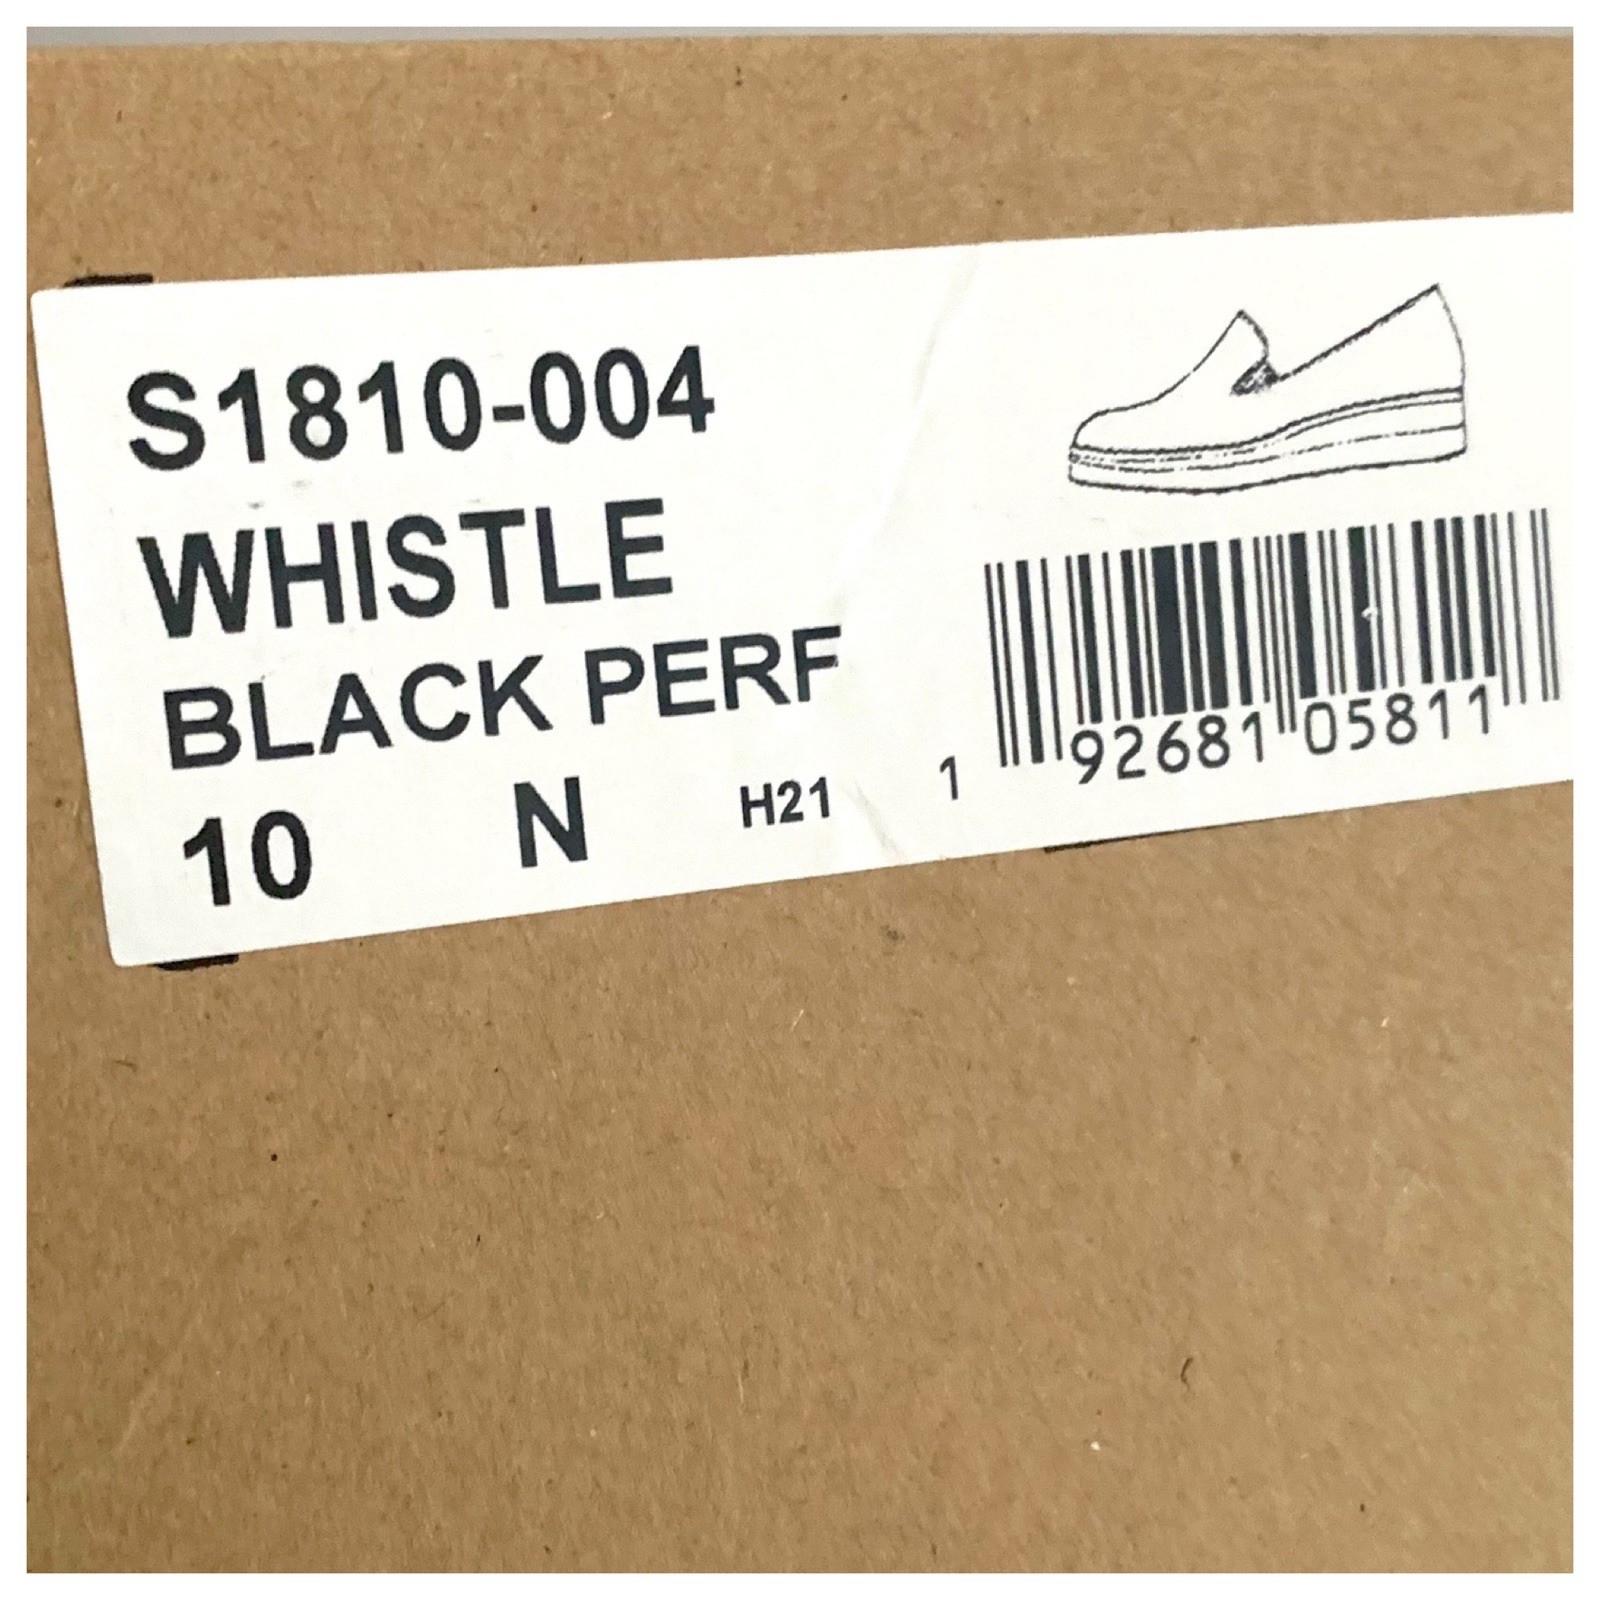 S1810-004
WHISTLE
BLACK PERF
10 N H21
1 92681 05811